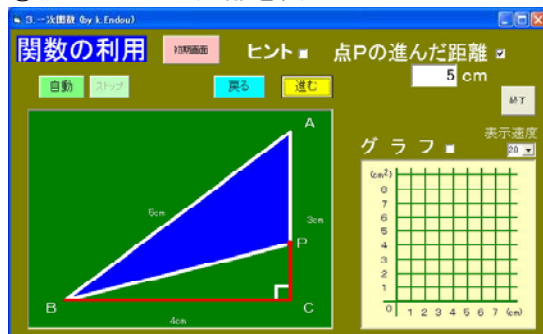 3.一次関数 (by k.Endou)
関数の利用
初期画面
ヒント
点Pの進んだ距離
5 cm
自動
ストップ
戻る
進む
終了
A
5cm
3cm
P
B
C
4cm
グラフ
表示速度
20
(cm²)
8
7
6
5
4
3
2
1
0 1 2 3 4 5 6 7 (cm)